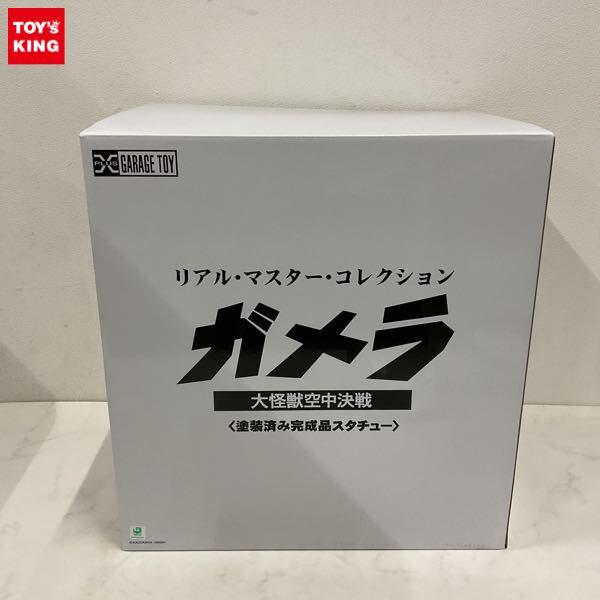 TOY's
KING
X PLUS GARAGE TOY
リアル・マスター・コレクション
ガメラ
大怪獣空中決戦
〈塗装済み完成品スタチュー〉